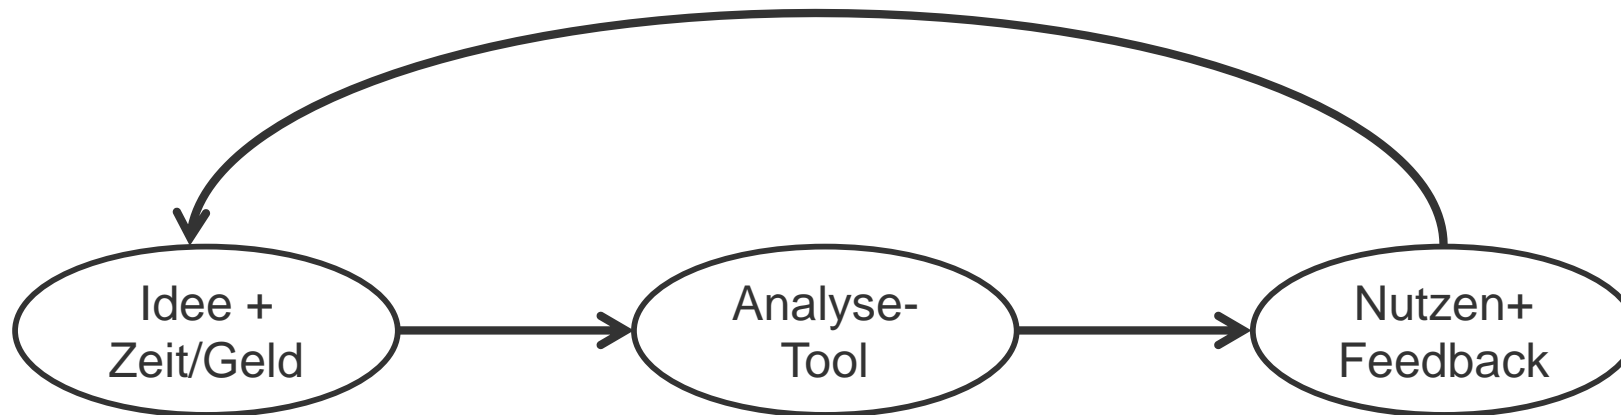 Idee +
Zeit/Geld
Analyse-
Tool
Nutzen+
Feedback